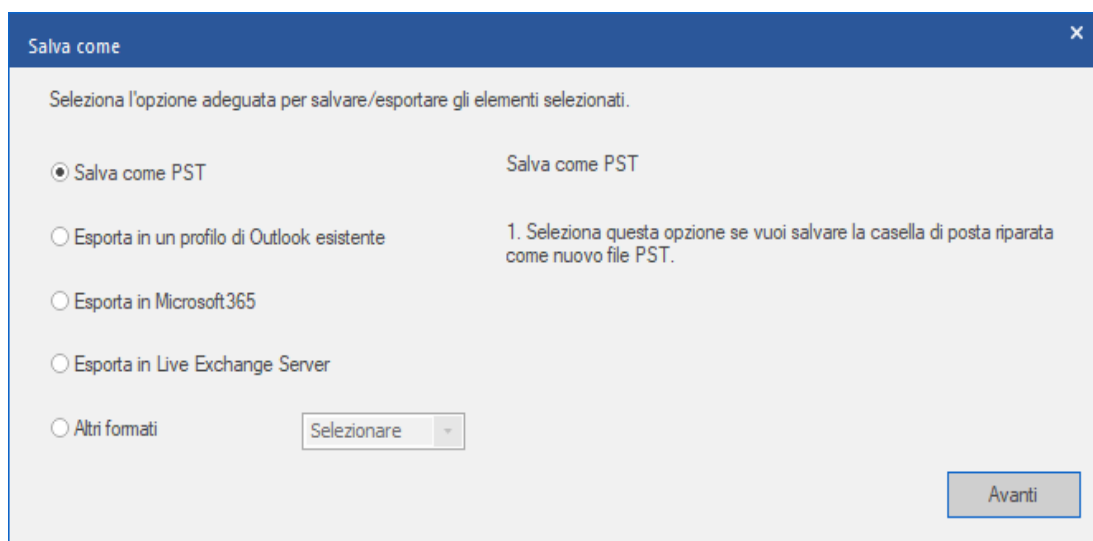 Salva come
Seleziona l'opzione adeguata per salvare/esportare gli elementi selezionati.
Salva come PST
Esporta in un profilo di Outlook esistente
Esporta in Microsoft365
Esporta in Live Exchange Server
Altri formati
Selezionare
Salva come PST
1. Seleziona questa opzione se vuoi salvare la casella di posta riparata
come nuovo file PST.
Avanti